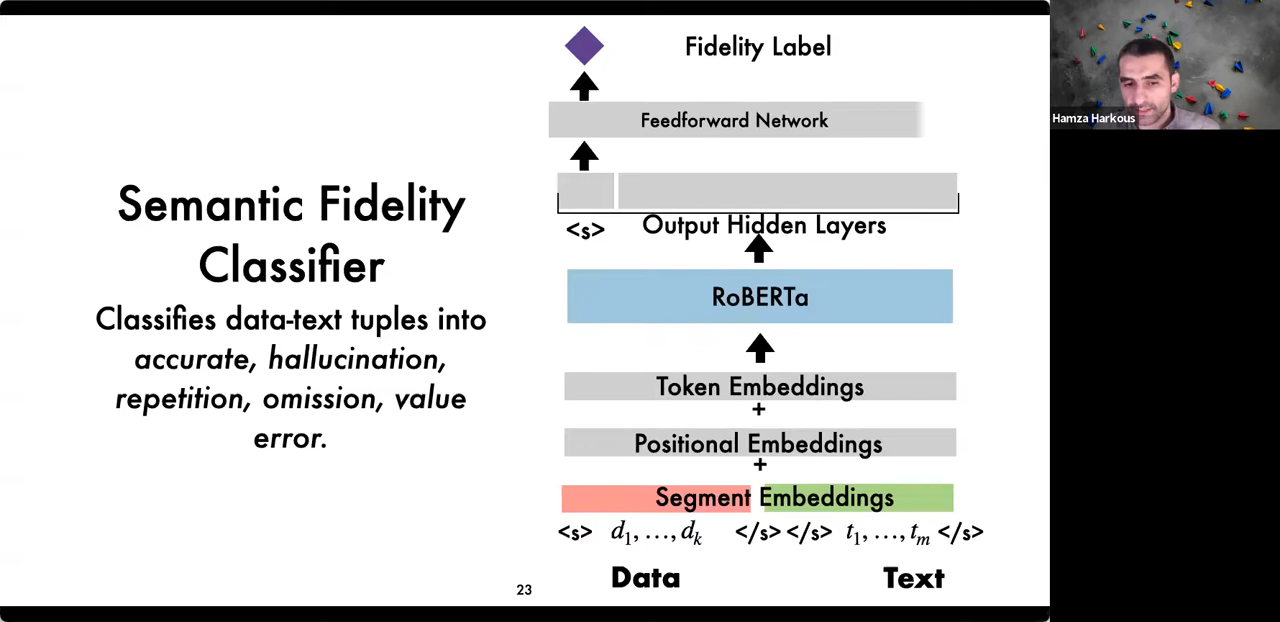 Semantic Fidelity
Classifier
Classifies data-text tuples into
accurate, hallucination,
repetition, omission, value
error.
Fidelity Label
Feedforward Network
<s>
Output Hidden Layers
RoBERTa
Token Embeddings
+
Positional Embeddings
+
Segment Embeddings
<s> d₁,…,dₖ </s> </s> t₁,…,tₘ </s>
Data Text
23
Hamza Harkous